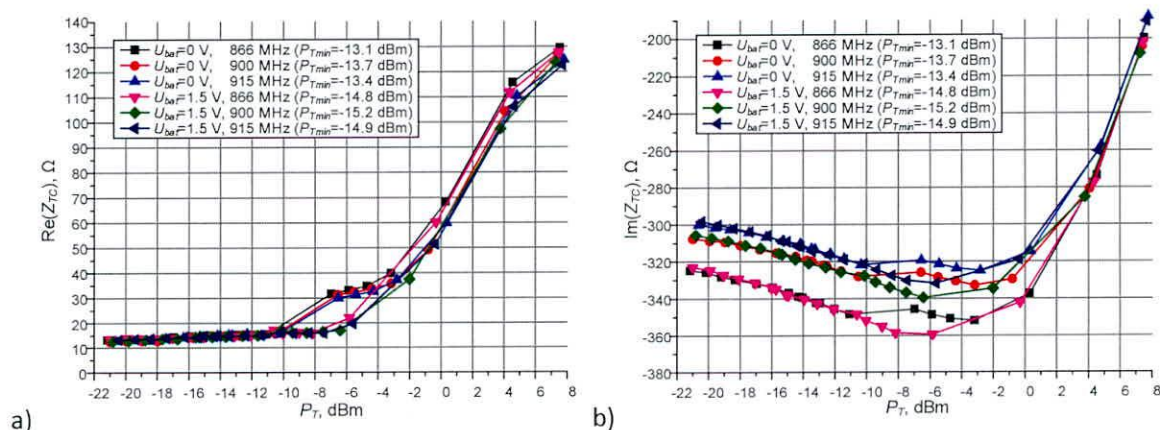 140
130
120
110
100
90
80
70
60
50
40
30
20
10
0
Re(Z_TC), Ω
U_bat=0 V, 866 MHz (P_Tmin=-13.1 dBm)
U_bat=0 V, 900 MHz (P_Tmin=-13.7 dBm)
U_bat=0 V, 915 MHz (P_Tmin=-13.4 dBm)
U_bat=1.5 V, 866 MHz (P_Tmin=-14.8 dBm)
U_bat=1.5 V, 900 MHz (P_Tmin=-15.2 dBm)
U_bat=1.5 V, 915 MHz (P_Tmin=-14.9 dBm)
-22 -20 -18 -16 -14 -12 -10 -8 -6 -4 -2 0 2 4 6 8
P_T, dBm
a)
-200
-220
-240
-260
-280
-300
-320
-340
-360
-380
Im(Z_TC), Ω
U_bat=0 V, 866 MHz (P_Tmin=-13.1 dBm)
U_bat=0 V, 900 MHz (P_Tmin=-13.7 dBm)
U_bat=0 V, 915 MHz (P_Tmin=-13.4 dBm)
U_bat=1.5 V, 866 MHz (P_Tmin=-14.8 dBm)
U_bat=1.5 V, 900 MHz (P_Tmin=-15.2 dBm)
U_bat=1.5 V, 915 MHz (P_Tmin=-14.9 dBm)
-22 -20 -18 -16 -14 -12 -10 -8 -6 -4 -2 0 2 4 6 8
P_T, dBm
b)